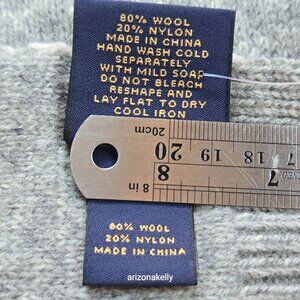 80% WOOL
20% NYLON
MADE IN CHINA
HAND WASH COLD
SEPARATELY
WITH MILD SOAP
DO NOT BLEACH
RESHAPE AND
LAY FLAT TO DRY
COOL IRON
20cm
20 19 18
8 in 8 7
80% WOOL
20% NYLON
MADE IN CHINA
arizonakelly